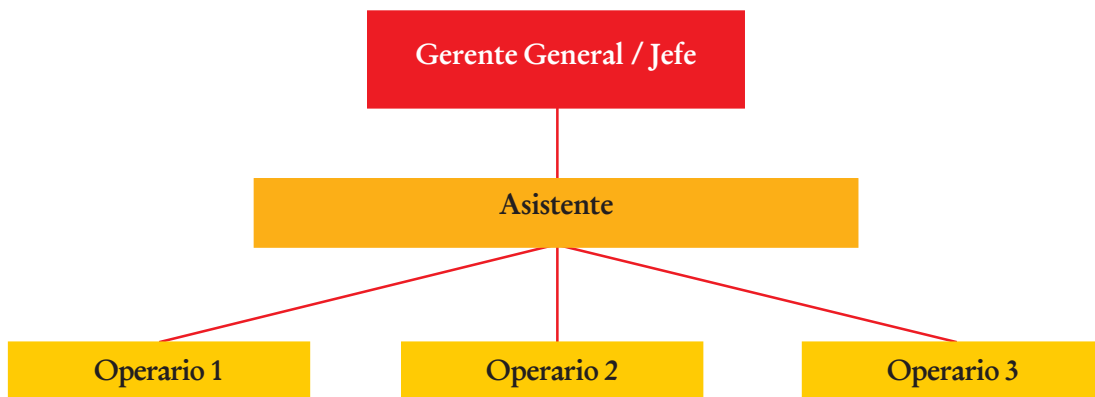 Gerente General / Jefe
Asistente
Operario 1
Operario 2
Operario 3